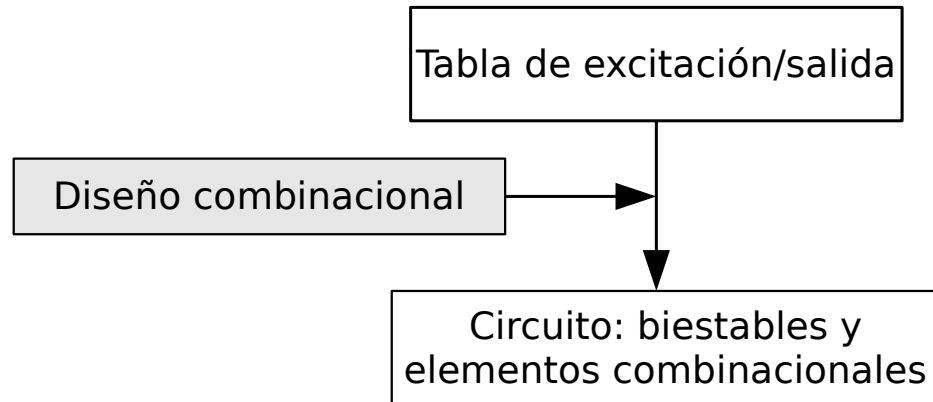 Tabla de excitación/salida
Diseño combinacional
Circuito: biestables y
elementos combinacionales